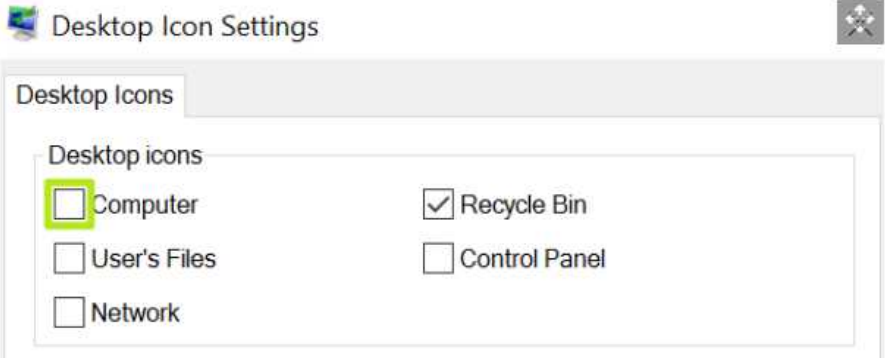 Desktop Icon Settings
Desktop Icons
Desktop icons
Computer
Recycle Bin
User's Files
Control Panel
Network